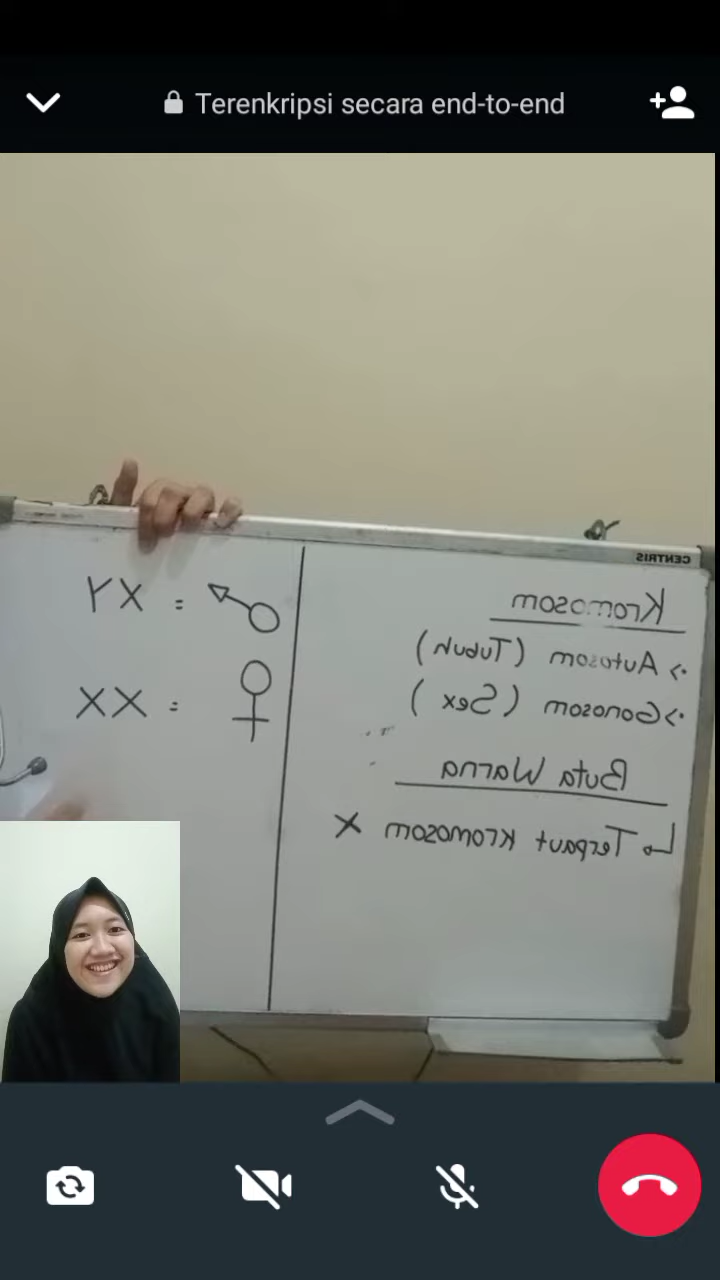 Terenkripsi secara end-to-end
CENTRIS
Kromosom
-> Autosom (Tubuh)
-> Gonosom (Sex)
Buta Warna
↳ Terpaut kromosom X
♂ = XY
♀ = XX